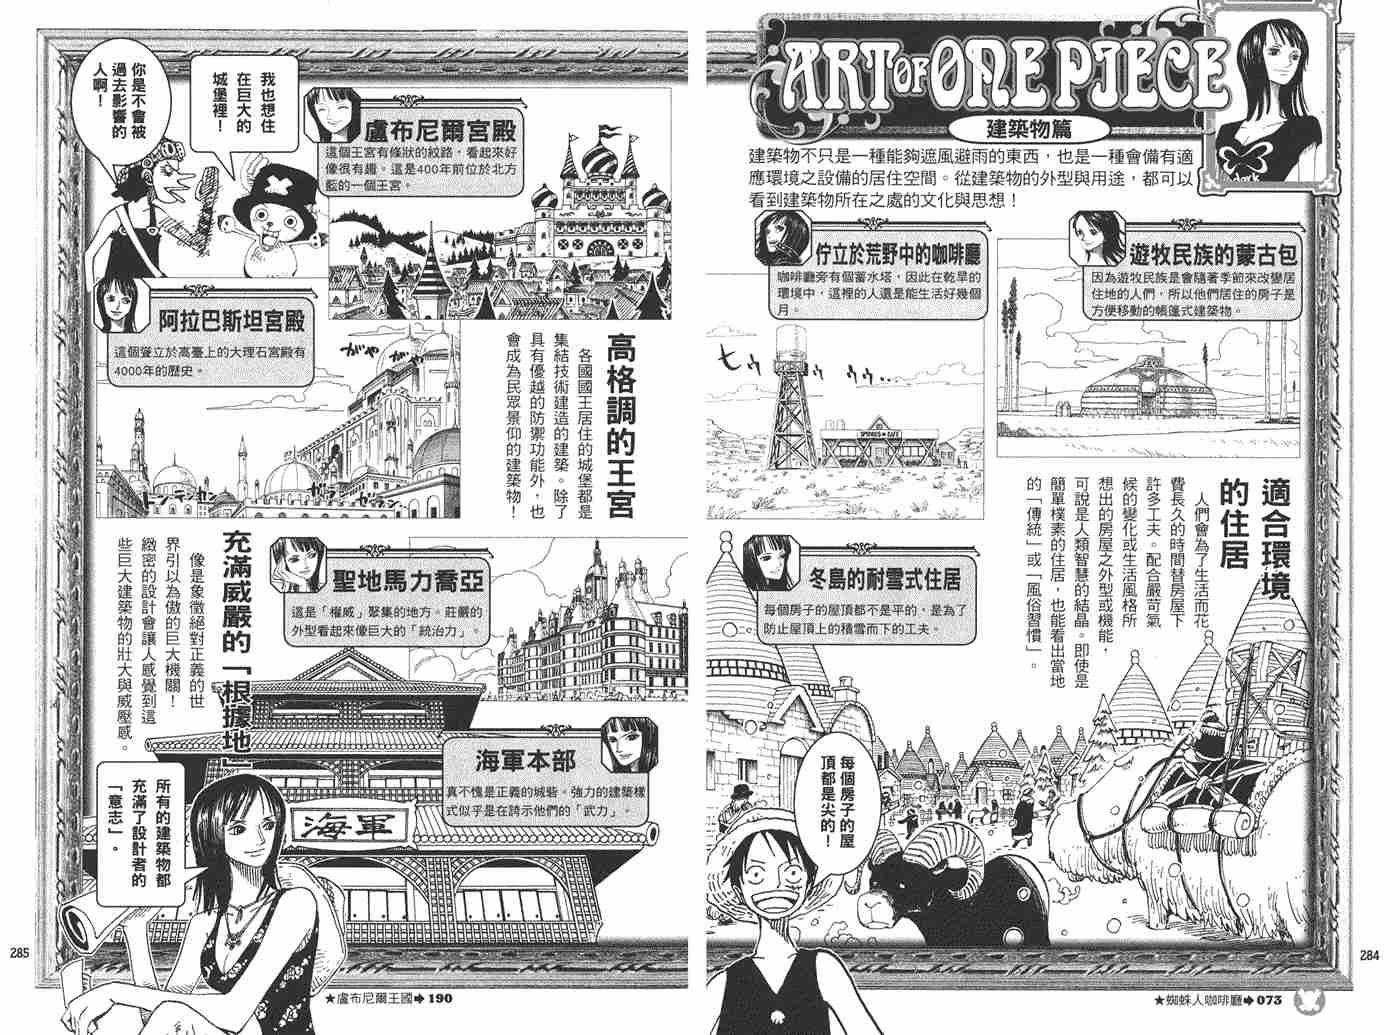 ART OF ONE PIECE
建築物篇
建築物不只是一種能夠遮風避雨的東西，也是一種會備有適
應環境之設備的居住空間。從建築物的外型與用途，都可以
看到建築物所在之處的文化與思想！
遊牧民族的蒙古包
因為遊牧民族是會隨著季節來改變居
住地的人們，所以他們居住的房子是
方便移動的帳篷式建築物。
佇立於荒野中的咖啡廳
咖啡廳旁有個蓄水塔，因此在乾旱的
環境中，這裡的人還是能生活好幾個
月。
ヒゥゥ ゥゥ…
SPIDERS CAFE
適合環境
的住居
人們會為了生活而花
費長久的時間替房屋下
許多工夫。配合嚴苛氣
候的變化或生活風格所
想出的房屋之外型或機能，
可說是人類智慧的結晶。即使是
簡單樸素的住居，也能看出當地
的「傳統」或「風俗習慣」。
冬島的耐雪式住居
每個房子的屋頂都不是平的、是為了
防止屋頂上的積雪而下的工夫。
每個房子的屋
頂都是尖的！
dark
284
★蜘蛛人咖啡廳➡073
我也想住
在巨大的
城堡裡！
你是不會被
過去影響的
人啊！
盧布尼爾宮殿
這個王宮有條狀的紋路，看起來好
像很有趣。這是400年前位於北方
藍的一個王宮。
阿拉巴斯坦宮殿
這個聳立於高臺上的大理石宮殿有
4000年的歷史。
ガヤ ガヤ
トンテンカン
ガヤガヤ
高格調的王宮
各國國王居住的城堡都是
集結技術建造的建築。除了
具有優越的防禦功能外，也
會成為民眾景仰的建築物！
充滿威嚴的「根據地」
像是象徵絕對正義的世
界引以為傲的巨大機關！
緻密的設計會讓人感覺到這
些巨大建築物的壯大與威壓感。
聖地馬力喬亞
這是「權威」聚集的地方。莊嚴的
外型看起來像巨大的「統治力」。
海軍本部
真不愧是正義的城砦。強力的建築樣
式似乎是在誇示他們的「武力」。
海軍
所有的建築物都
充滿了設計者的
「意志」。
285
★盧布尼爾王國➡190